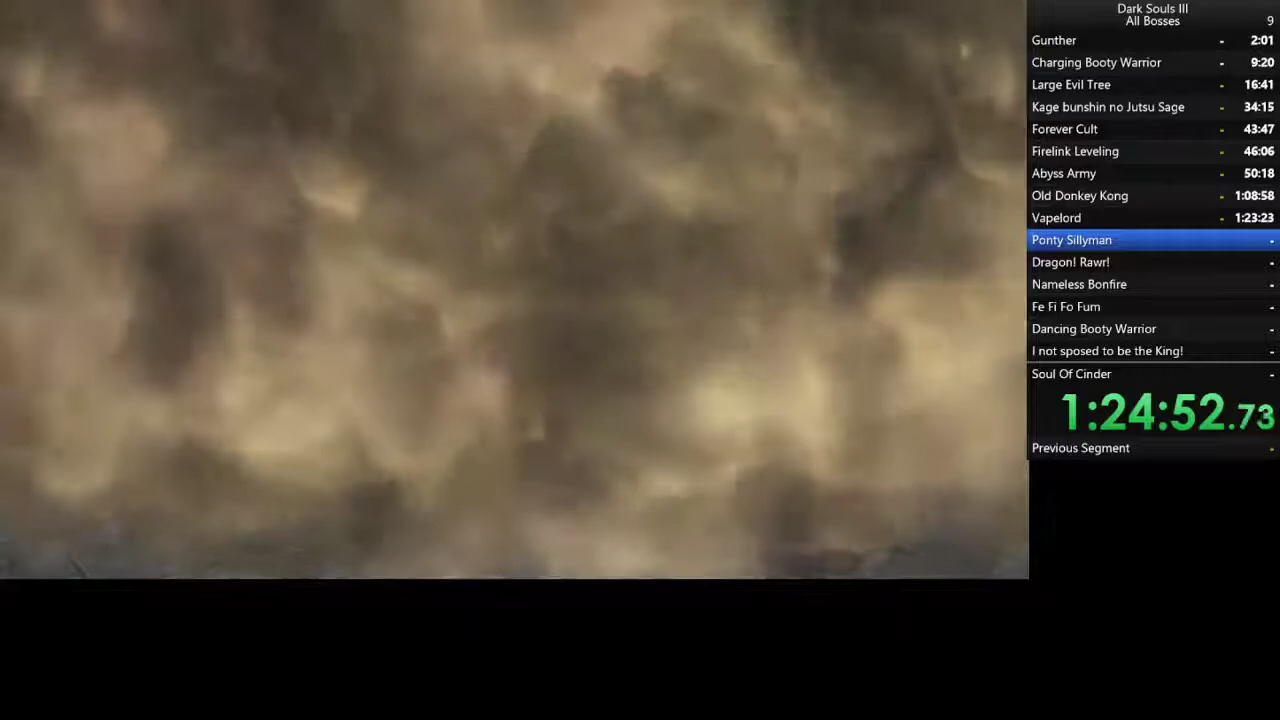 Dark Souls III
All Bosses 9
Gunther - 2:01
Charging Booty Warrior - 9:20
Large Evil Tree - 16:41
Kage bunshin no Jutsu Sage - 34:15
Forever Cult - 43:47
Firelink Leveling - 46:06
Abyss Army - 50:18
Old Donkey Kong - 1:08:58
Vapelord - 1:23:23
Ponty Sillyman -
Dragon! Rawr! -
Nameless Bonfire -
Fe Fi Fo Fum -
Dancing Booty Warrior -
I not sposed to be the King! -
Soul Of Cinder -
1:24:52.73
Previous Segment -